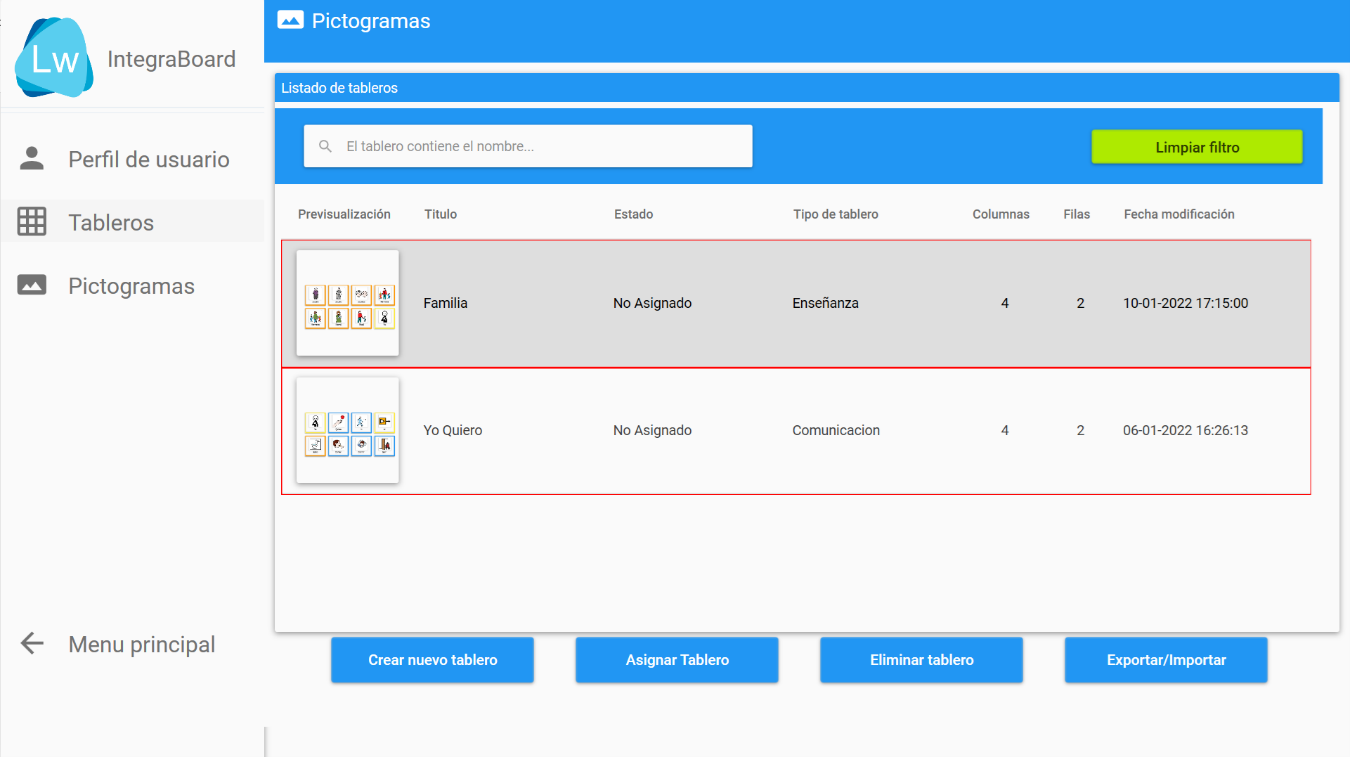 Pictogramas
Lw IntegraBoard
Perfil de usuario
Tableros
Pictogramas
Menu principal
Listado de tableros
El tablero contiene el nombre... Limpiar filtro
Previsualización Titulo Estado Tipo de tablero Columnas Filas Fecha modificación
Familia No Asignado Enseñanza 4 2 10-01-2022 17:15:00
Yo Quiero No Asignado Comunicacion 4 2 06-01-2022 16:26:13
Crear nuevo tablero Asignar Tablero Eliminar tablero Exportar/Importar